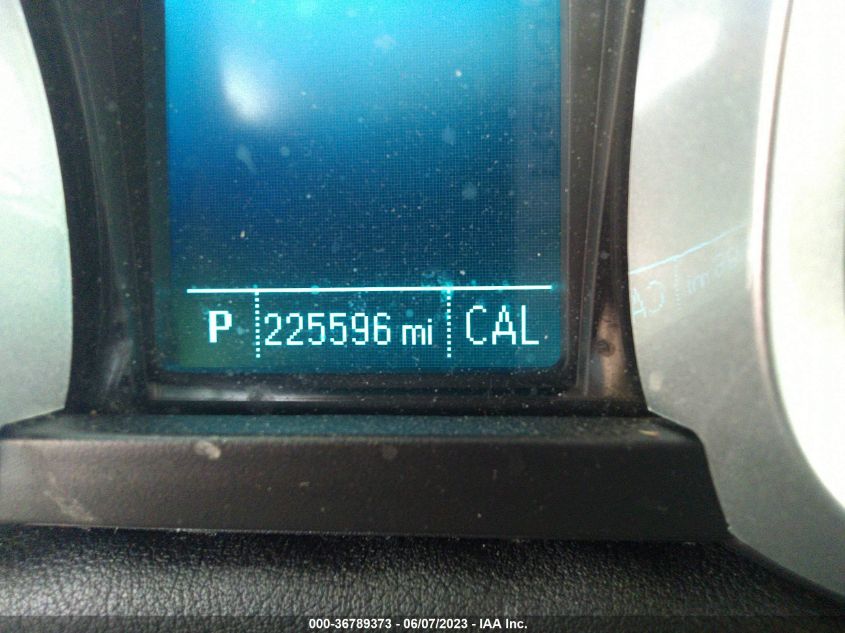 P 225596 mi CAL
000-36789373 - 06/07/2023 - IAA Inc.